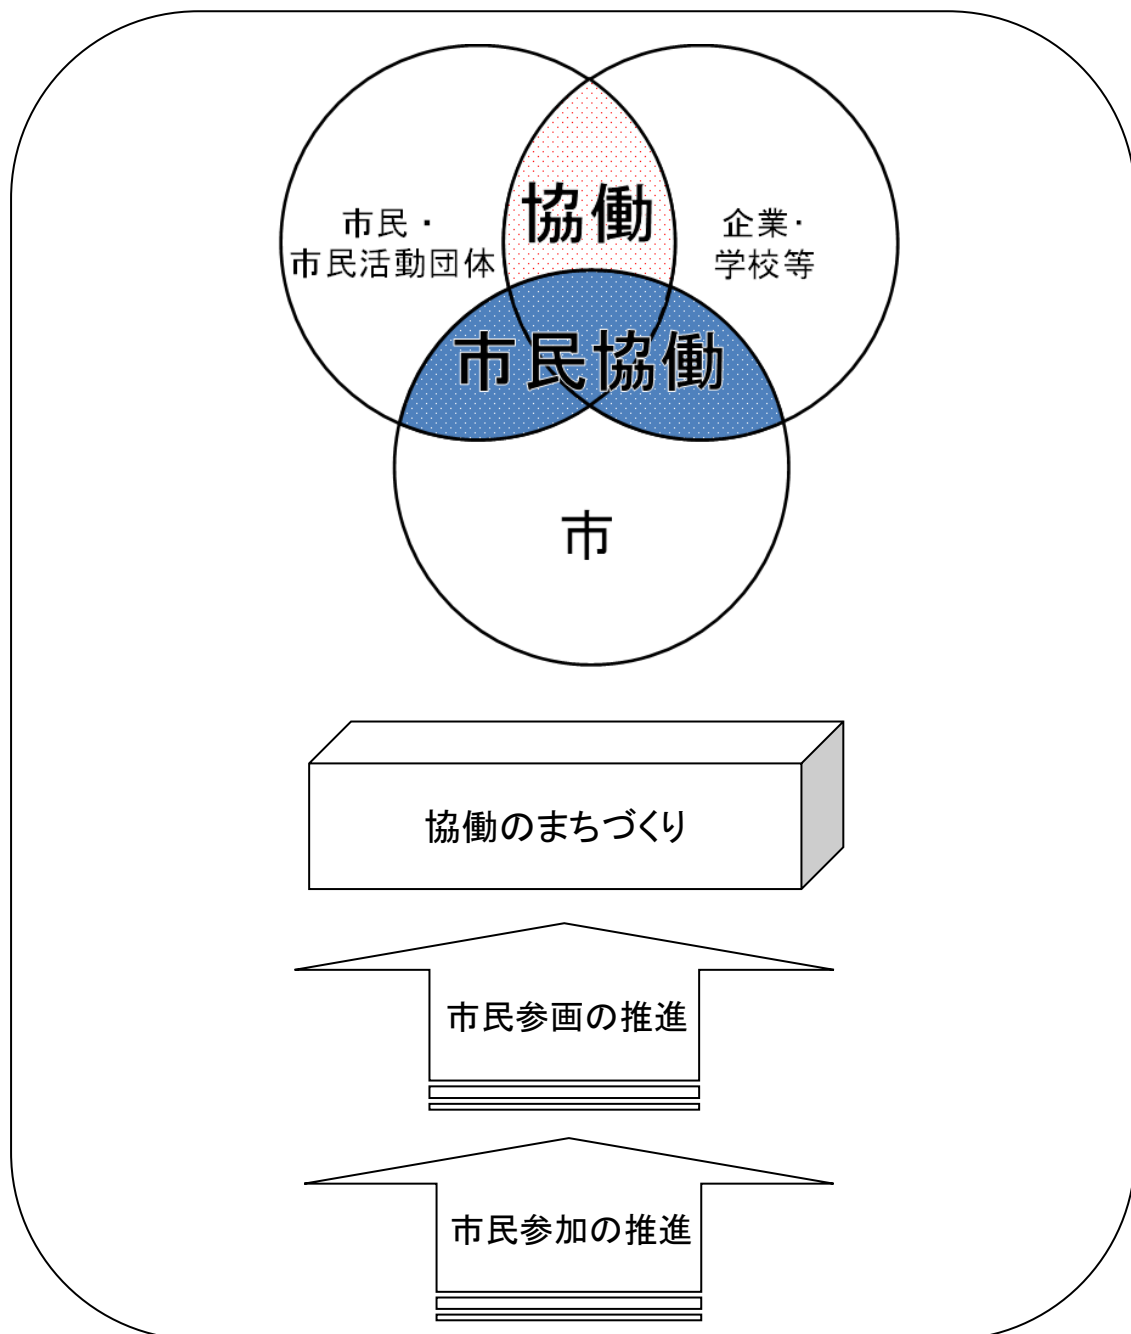 協働
市民・
市民活動団体
企業・
学校等
市民協働
市
協働のまちづくり
市民参画の推進
市民参加の推進